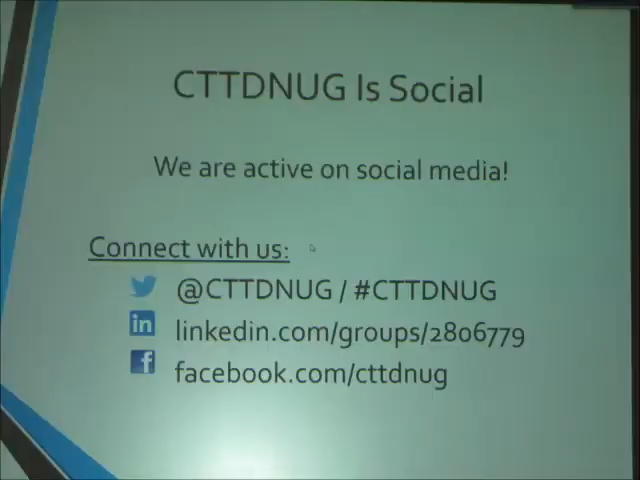 CTTDNUG Is Social
We are active on social media!
Connect with us:
@CTTDNUG / #CTTDNUG
in linkedin.com/groups/2806779
f facebook.com/cttdnug